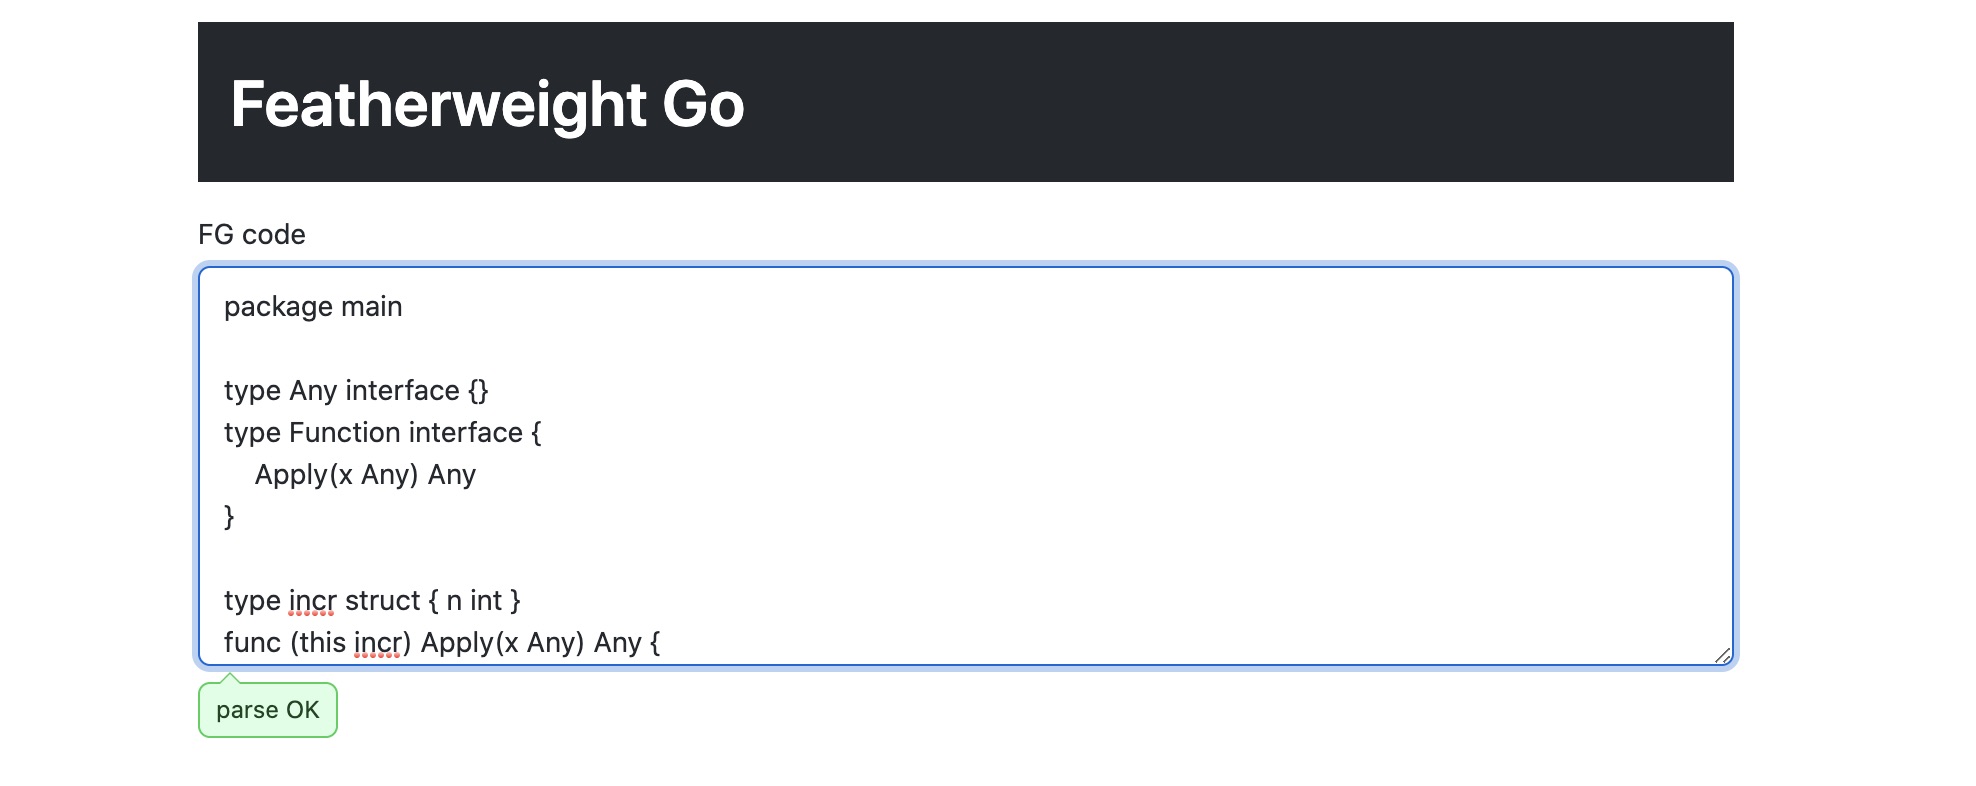 Featherweight Go
FG code
package main
type Any interface {}
type Function interface {
Apply(x Any) Any
}
type incr struct { n int }
func (this incr) Apply(x Any) Any {
parse OK